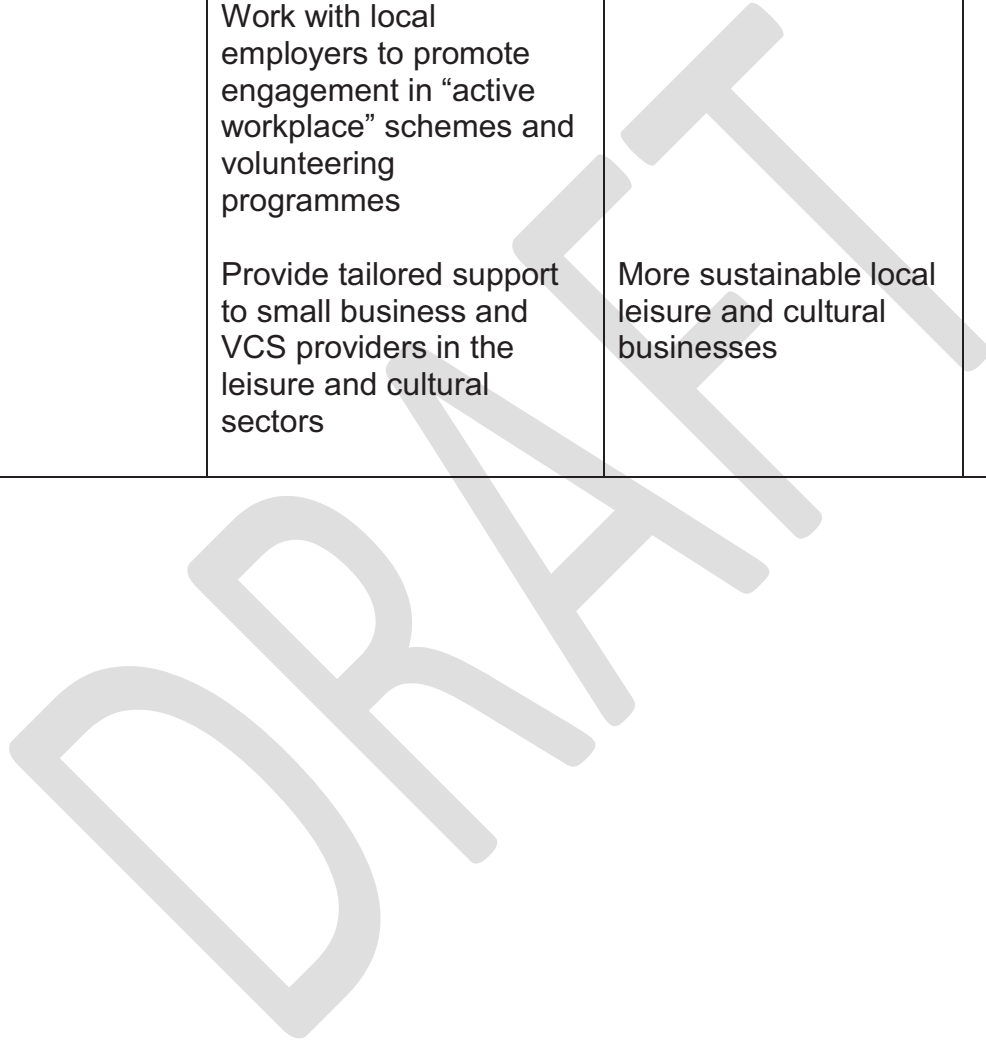 Work with local
employers to promote
engagement in “active
workplace” schemes and
volunteering
programmes
Provide tailored support
to small business and
VCS providers in the
leisure and cultural
sectors
More sustainable local
leisure and cultural
businesses
DRAFT